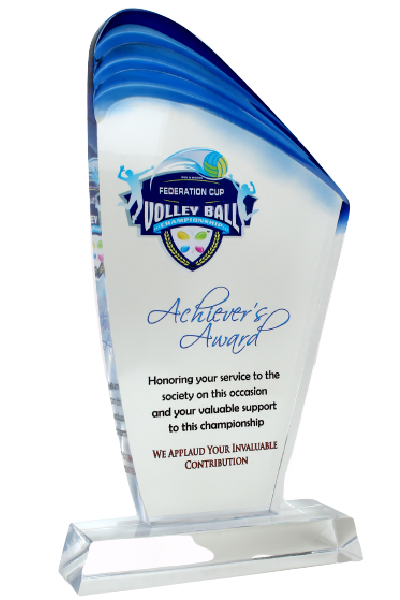 FEDERATION CUP
VOLLEY BALL
CHAMPIONSHIP
Achiever's
Award
Honoring your service to the
society on this occasion
and your valuable support
to this championship
WE APPLAUD YOUR INVALUABLE
CONTRIBUTION